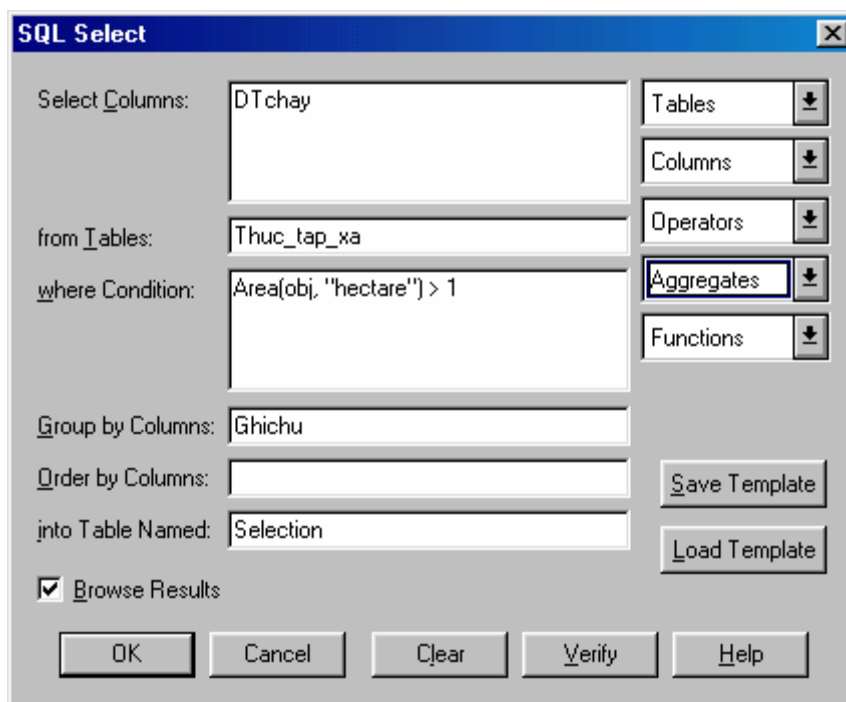 SQL Select
Select Columns:
DTchay
Tables
Columns
from Tables:
Thuc_tap_xa
Operators
where Condition:
Area(obj, "hectare") > 1
Aggregates
Functions
Group by Columns:
Ghichu
Order by Columns:
Save Template
into Table Named:
Selection
Load Template
Browse Results
OK
Cancel
Clear
Verify
Help